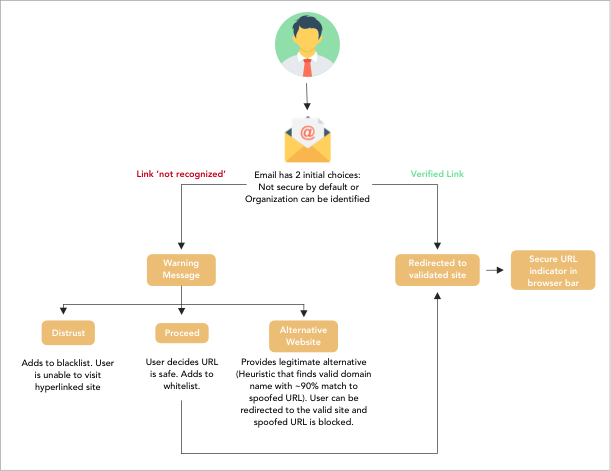 @
Email has 2 initial choices:
Not secure by default or
Organization can be identified
Link ‘not recognized’
Verified Link
Warning
Message
Redirected to
validated site
Secure URL
indicator in
browser bar
Distrust
Adds to blacklist. User
is unable to visit
hyperlinked site
Proceed
User decides URL
is safe. Adds to
whitelist.
Alternative
Website
Provides legitimate alternative
(Heuristic that finds valid domain
name with ~90% match to
spoofed URL). User can be
redirected to the valid site and
spoofed URL is blocked.